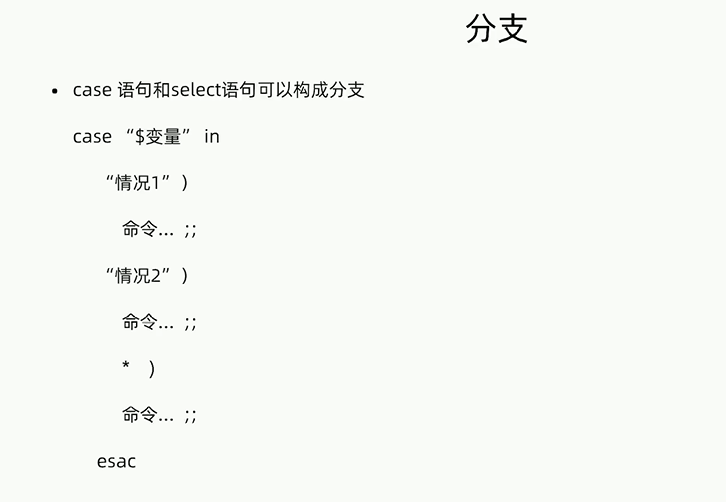 分支
• case 语句和select语句可以构成分支
case “$变量” in
“情况1” )
命令... ;;
“情况2” )
命令... ;;
* )
命令... ;;
esac